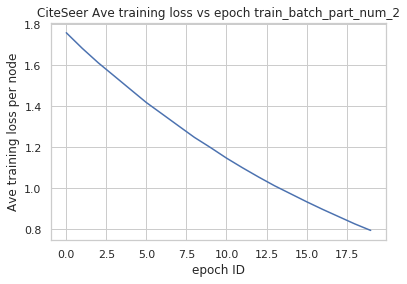 CiteSeer Ave training loss vs epoch train_batch_part_num_2
1.8
1.6
1.4
1.2
1.0
0.8
Ave training loss per node
0.0 2.5 5.0 7.5 10.0 12.5 15.0 17.5
epoch ID